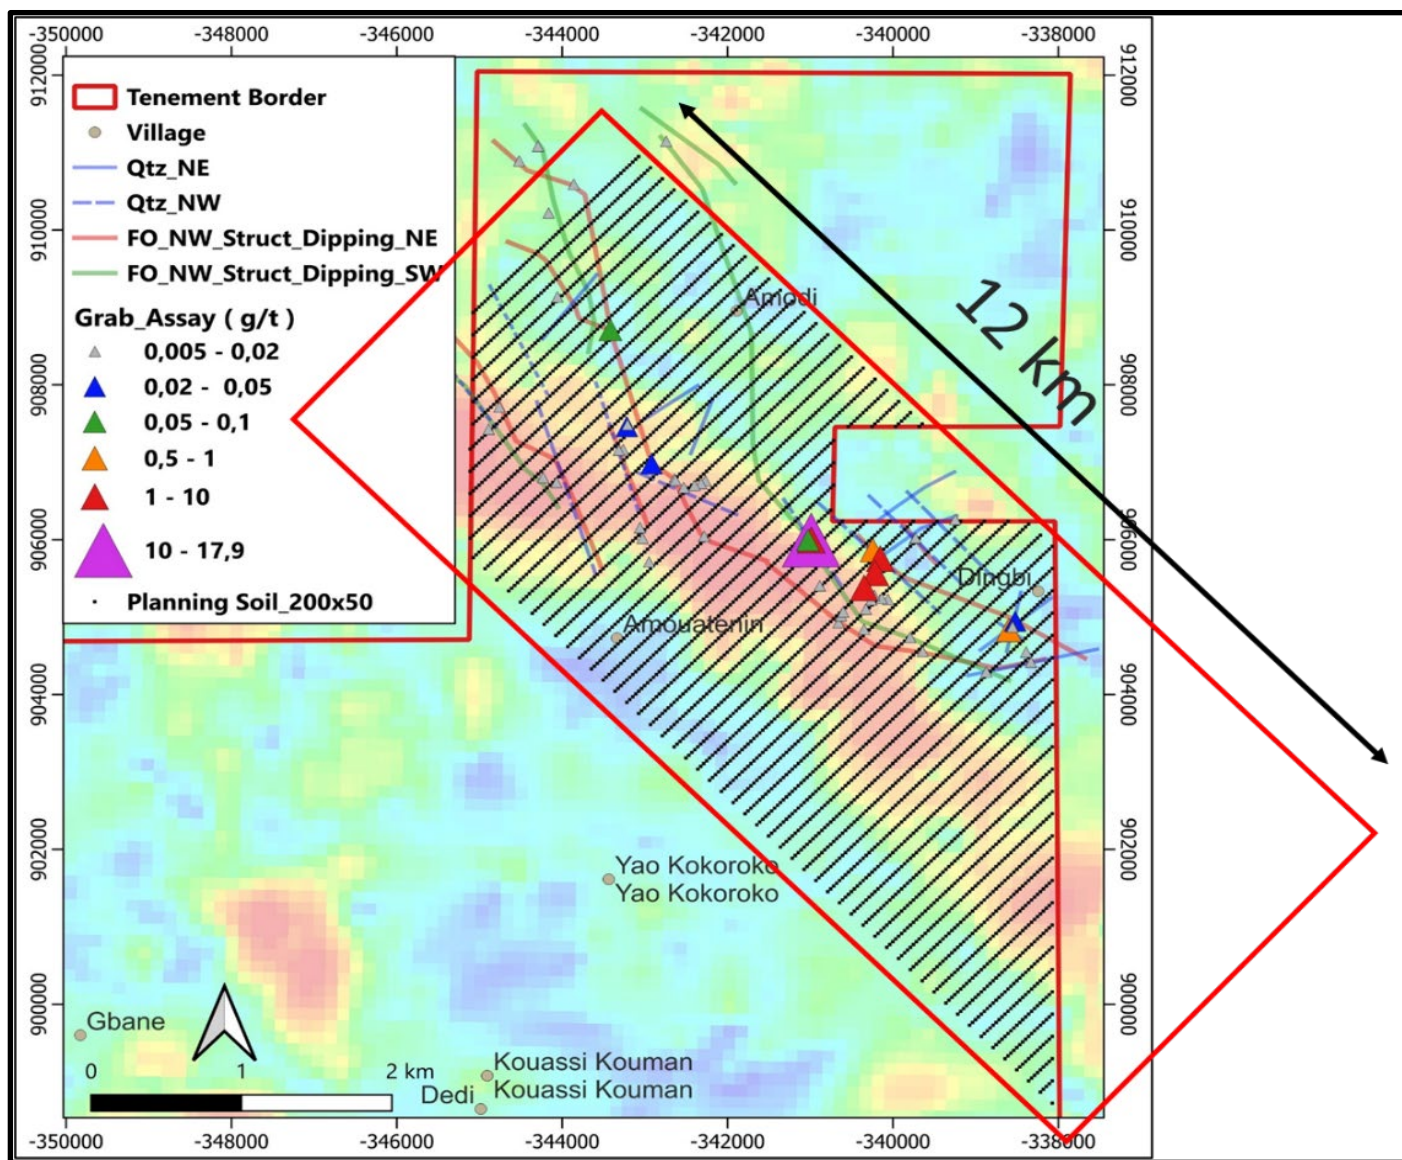 -350000 -348000 -346000 -344000 -342000 -340000 -338000
912000
910000
908000
906000
904000
902000
900000
Tenement Border
Village
Qtz_NE
Qtz_NW
FO_NW_Struct_Dipping_NE
FO_NW_Struct_Dipping_SW
Grab_Assay ( g/t )
0,005 - 0,02
0,02 - 0,05
0,05 - 0,1
0,5 - 1
1 - 10
10 - 17,9
Planning Soil_200x50
12 km
Amodi
Dingbi
Amouatenin
Yao Kokoroko
Yao Kokoroko
Gbane
Kouassi Kouman
Kouassi Kouman
Dedi
0 1 2 km
912000
910000
908000
906000
904000
902000
900000
-350000 -348000 -346000 -344000 -342000 -340000 -338000